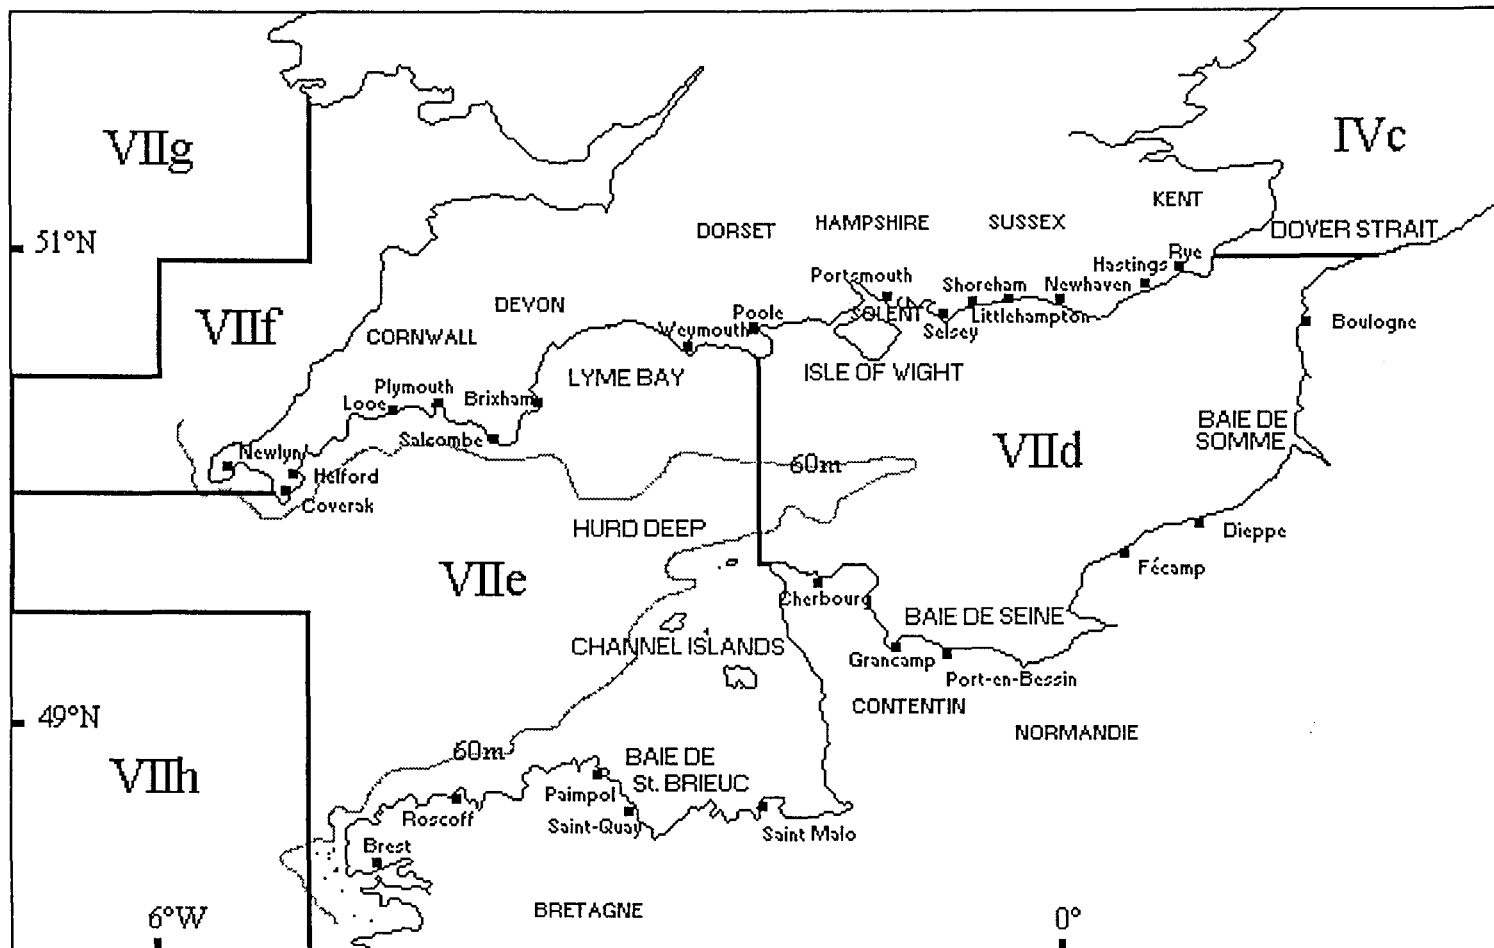 VIIg
IVc
KENT
DORSET
HAMPSHIRE
SUSSEX
DOVER STRAIT
51°N
Rye
Hastings
Portsmouth
Shoreham
Newhaven
DEVON
VIIf
Poole
SOLENT
Littlehampton
Selsey
Boulogne
CORNWALL
Weymouth
LYME BAY
ISLE OF WIGHT
Plymouth
Looe
Brixham
BAIE DE
SOMME
Salcombe
Newlyn
VIId
60m
Helford
Coverak
HURD DEEP
Dieppe
Fécamp
VIIe
Cherbourg
BAIE DE SEINE
CHANNEL ISLANDS
Grancamp
Port-en-Bessin
CONTENTIN
49°N
NORMANDIE
60m
BAIE DE
St. BRIEUC
VIIh
Paimpol
Roscoff
Saint-Quay
Saint Malo
Brest
BRETAGNE
6°W
0°